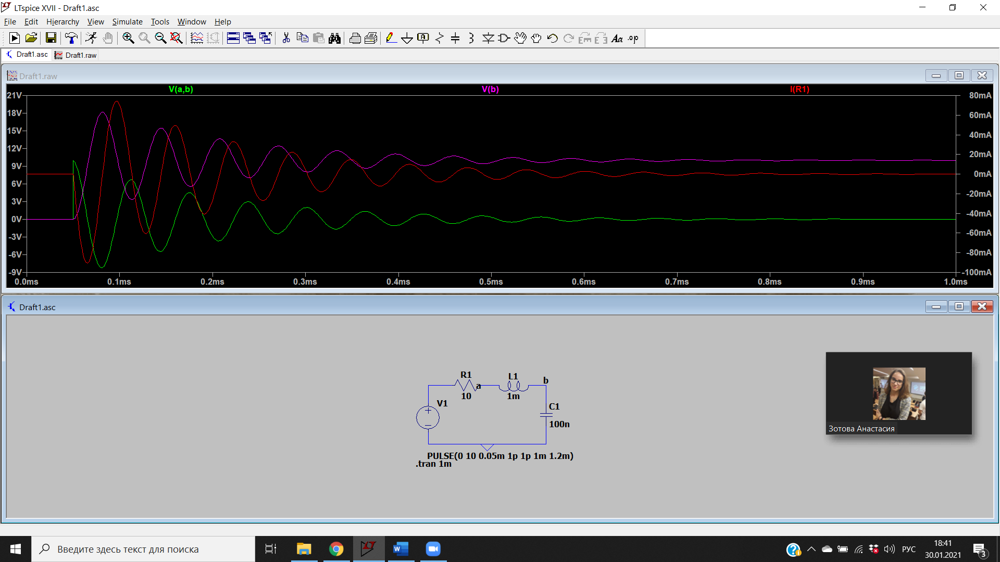 LTspice XVII - Draft1.asc
File Edit Hierarchy View Simulate Tools Window Help
Draft1.asc Draft1.raw
Draft1.raw
V(a,b) V(b) I(R1)
21V 80mA
18V 60mA
15V 40mA
12V 20mA
9V 0mA
6V -20mA
3V -40mA
0V -60mA
-3V -80mA
-6V -100mA
-9V
0.0ms 0.1ms 0.2ms 0.3ms 0.4ms 0.5ms 0.6ms 0.7ms 0.8ms 0.9ms 1.0ms
Draft1.asc
R1 L1 b
a
10 1m
V1 C1
100n
PULSE(0 10 0.05m 1p 1p 1m 1.2m)
.tran 1m
Зотова Анастасия
Введите здесь текст для поиска
РУС
18:41
30.01.2021
3